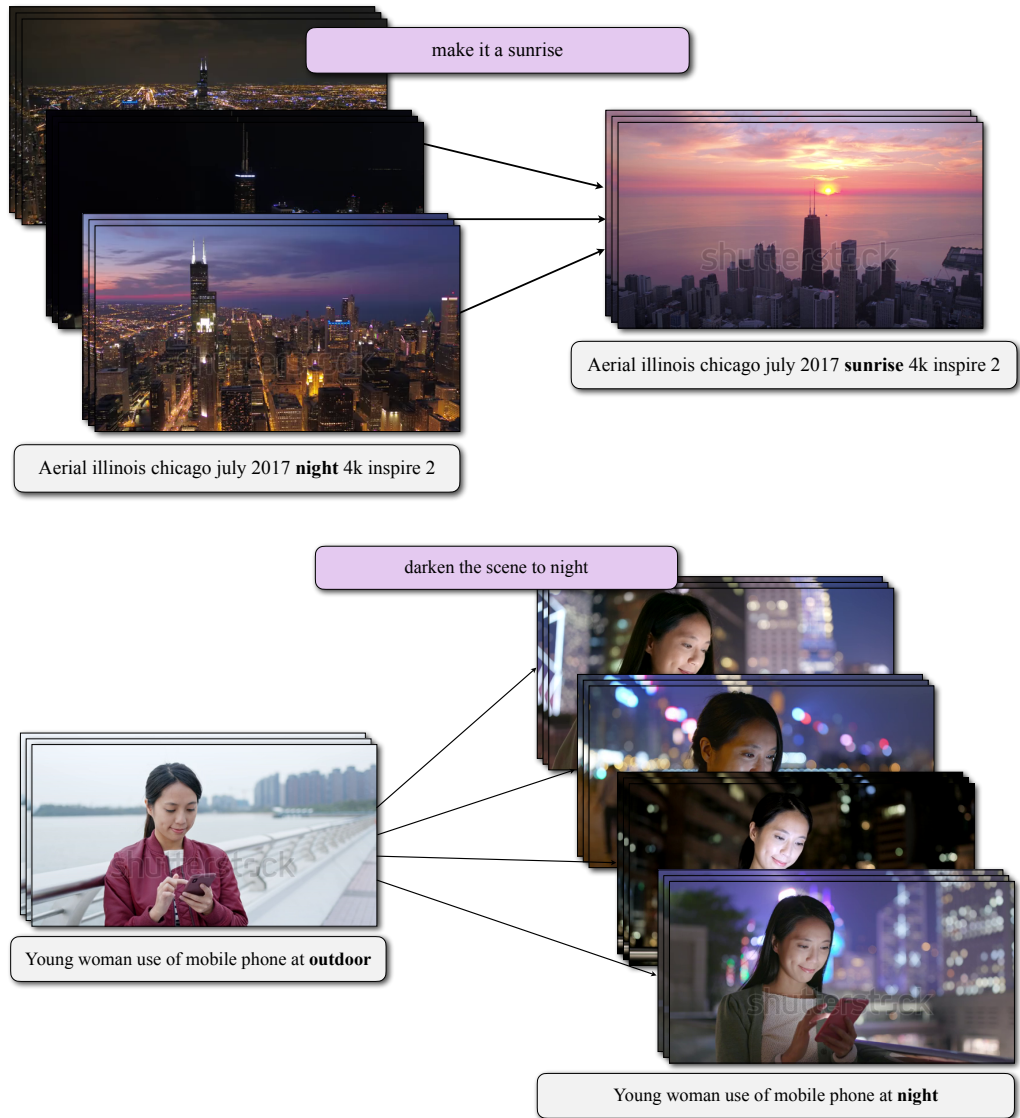 make it a sunrise
shutterstock
Aerial illinois chicago july 2017 sunrise 4k inspire 2
Aerial illinois chicago july 2017 night 4k inspire 2
darken the scene to night
shutterstock
Young woman use of mobile phone at outdoor
shutterstock
Young woman use of mobile phone at night